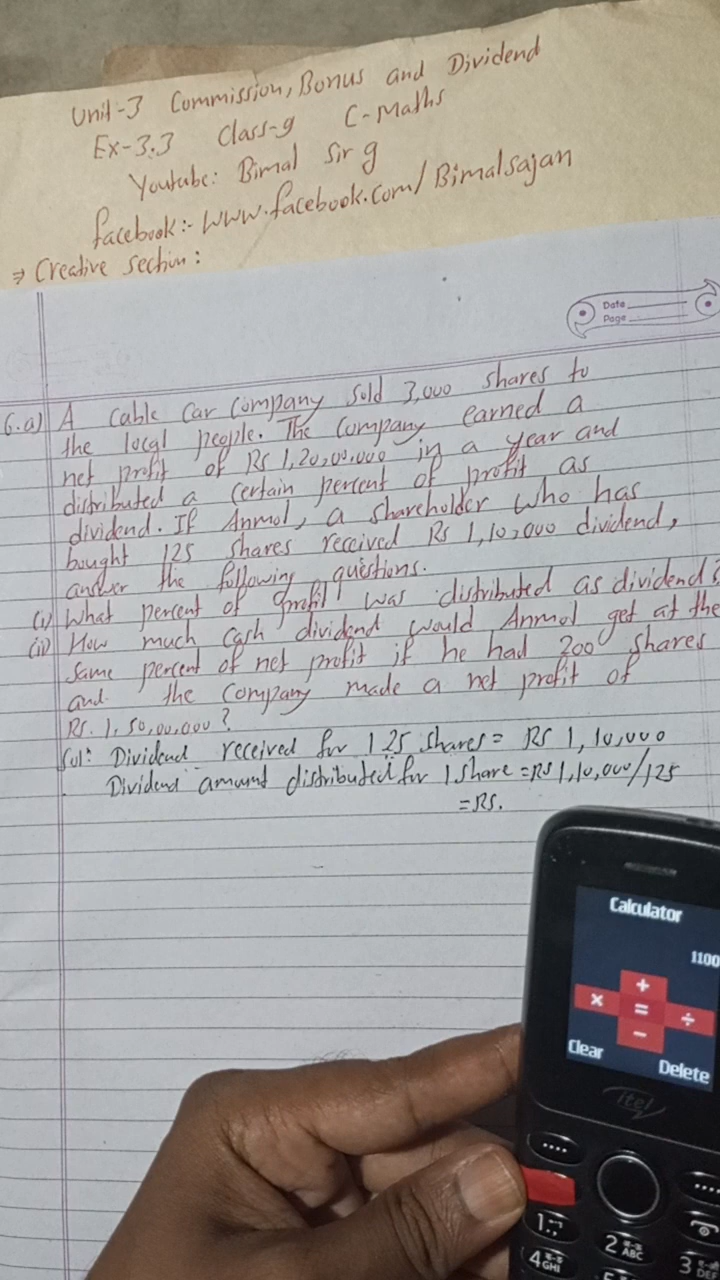 Unit-3 Commission, Bonus and Dividend
Ex-3.3 Class-9 C-Maths
Youtube: Bimal Sir g
facebook:- www.facebook.com/Bimalsajan
⇒ Creative section:
Date
Page
6.a) A Cable Car Company Sold 3,000 shares to
the local people. The Company earned a
net profit of Rs 1,20,00,000 in a year and
distributed a certain percent of profit as
dividend. If Anmol, a shareholder who has
bought 125 shares received Rs 1,10,000 dividend,
answer the following questions.
(i) What percent of profit was distributed as dividend?
(ii) How much cash dividend would Anmol get at the
same percent of net profit if he had 200 shares
and the company made a net profit of
Rs. 1,50,00,000?
Solⁿ: Dividend received for 125 shares = Rs 1,10,000
Dividend amount distributed for 1 share = Rs 1,10,000/125
= Rs.
Calculator
1100
+
× = ÷
−
Clear
Delete
itel
1
2 ABC
3
4 GHI